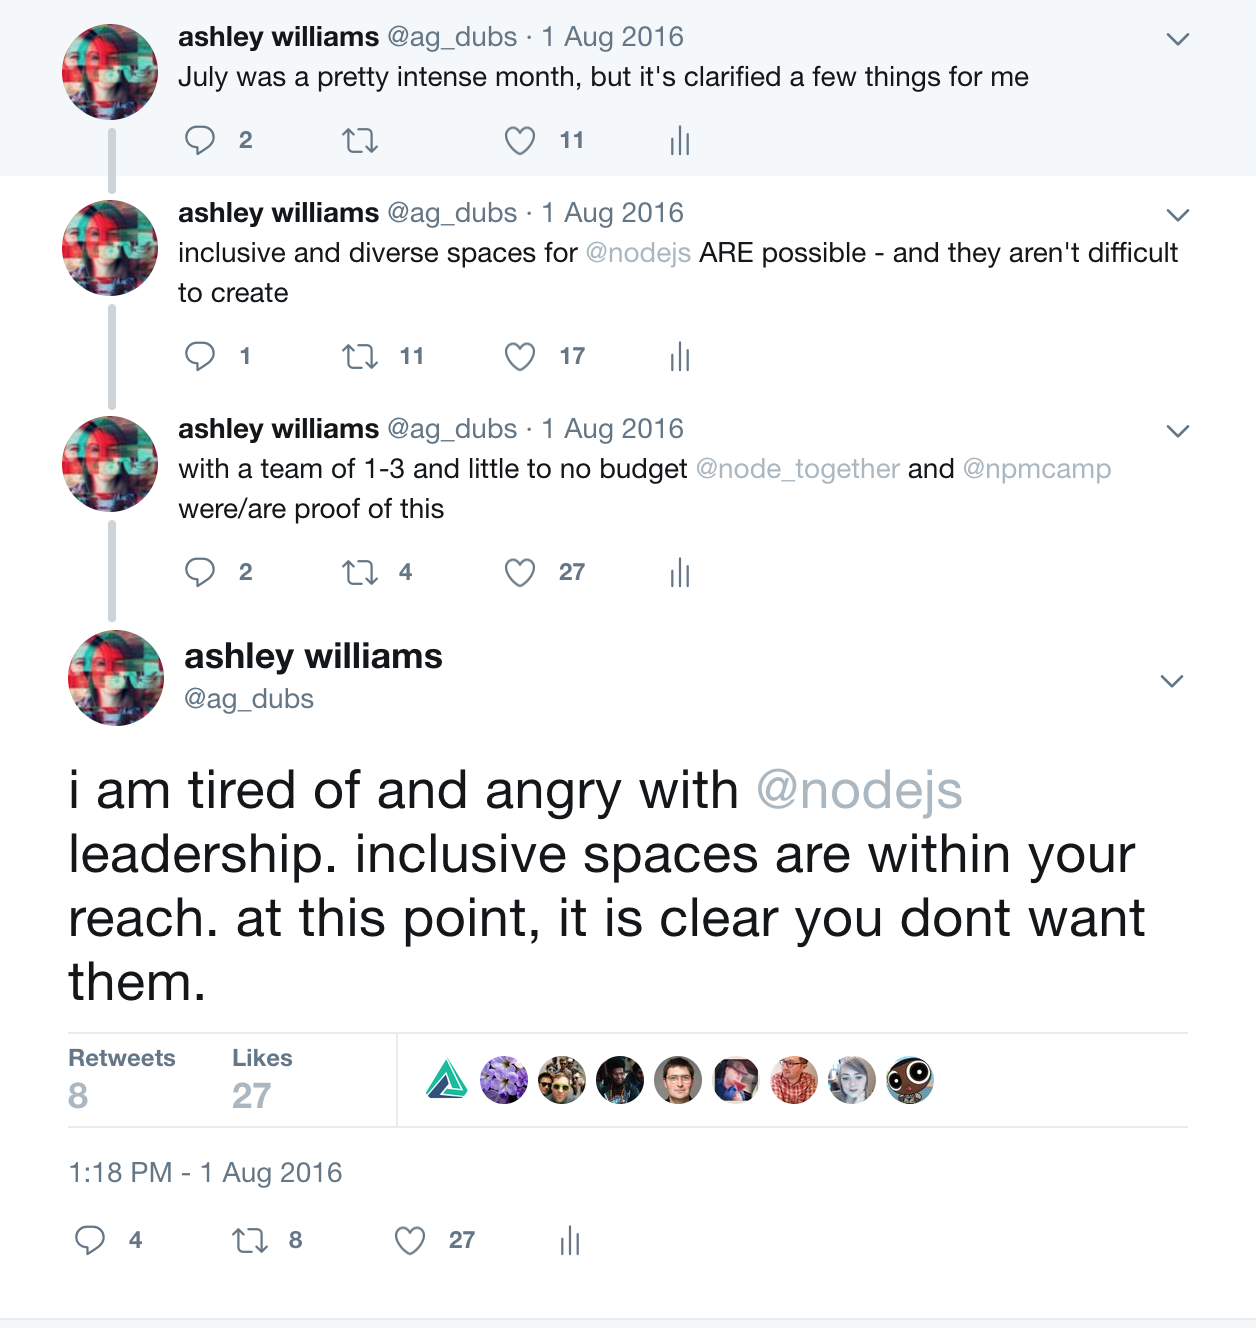 ashley williams @ag_dubs · 1 Aug 2016
July was a pretty intense month, but it's clarified a few things for me
2 11
ashley williams @ag_dubs · 1 Aug 2016
inclusive and diverse spaces for @nodejs ARE possible - and they aren't difficult
to create
1 11 17
ashley williams @ag_dubs · 1 Aug 2016
with a team of 1-3 and little to no budget @node_together and @npmcamp
were/are proof of this
2 4 27
ashley williams
@ag_dubs
i am tired of and angry with @nodejs
leadership. inclusive spaces are within your
reach. at this point, it is clear you dont want
them.
Retweets Likes
8 27
1:18 PM - 1 Aug 2016
4 8 27